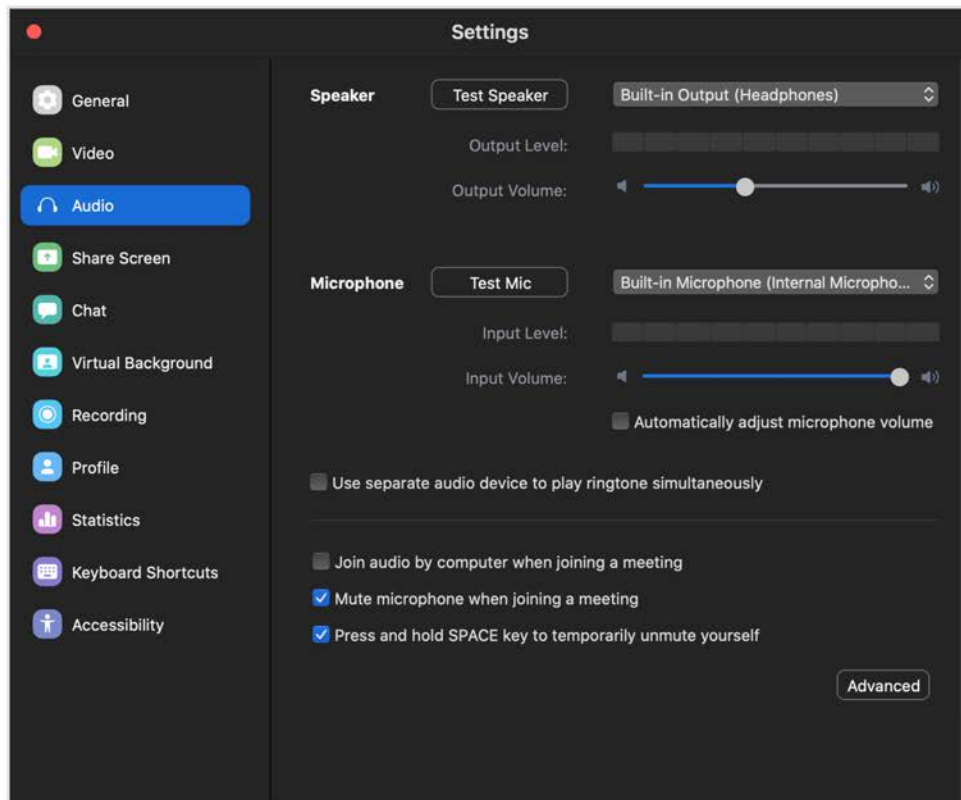 Settings
General
Video
Audio
Share Screen
Chat
Virtual Background
Recording
Profile
Statistics
Keyboard Shortcuts
Accessibility
Speaker
Test Speaker
Built-in Output (Headphones)
Output Level:
Output Volume:
Microphone
Test Mic
Built-in Microphone (Internal Micropho...
Input Level:
Input Volume:
Automatically adjust microphone volume
Use separate audio device to play ringtone simultaneously
Join audio by computer when joining a meeting
Mute microphone when joining a meeting
Press and hold SPACE key to temporarily unmute yourself
Advanced